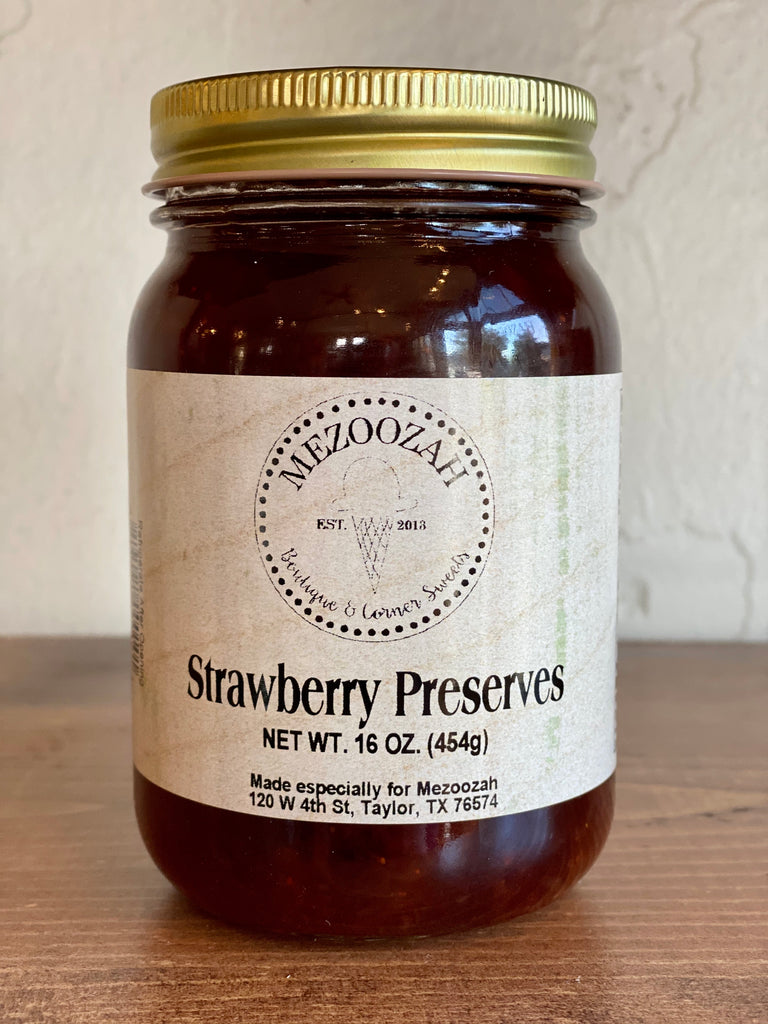 MEZOOZAH
EST. 2013
Boutique & Corner Sweets
Strawberry Preserves
NET WT. 16 OZ. (454g)
Made especially for Mezoozah
120 W 4th St, Taylor, TX 76574